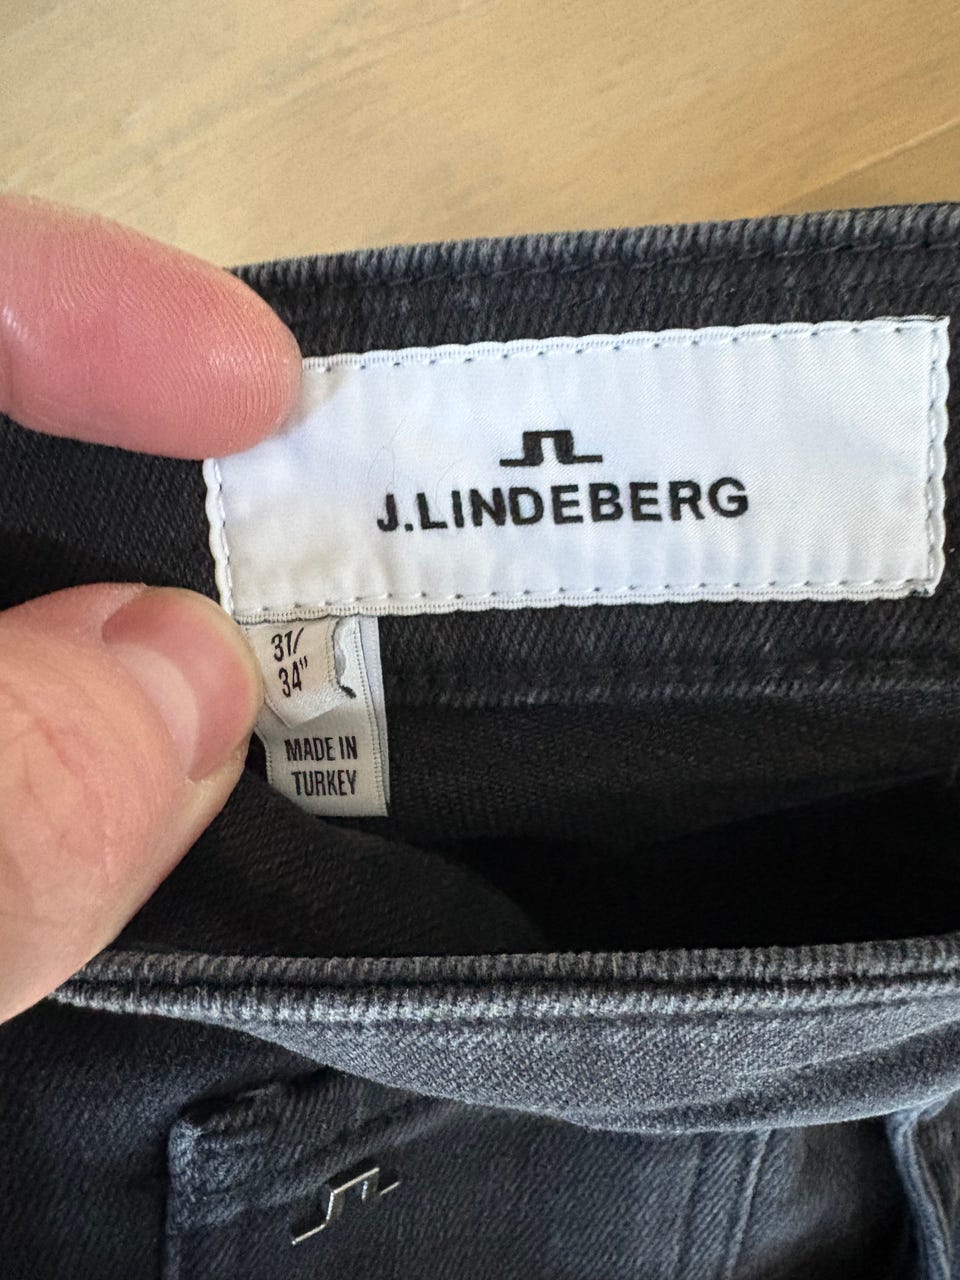 J.LINDEBERG
31/
34"
MADE IN
TURKEY